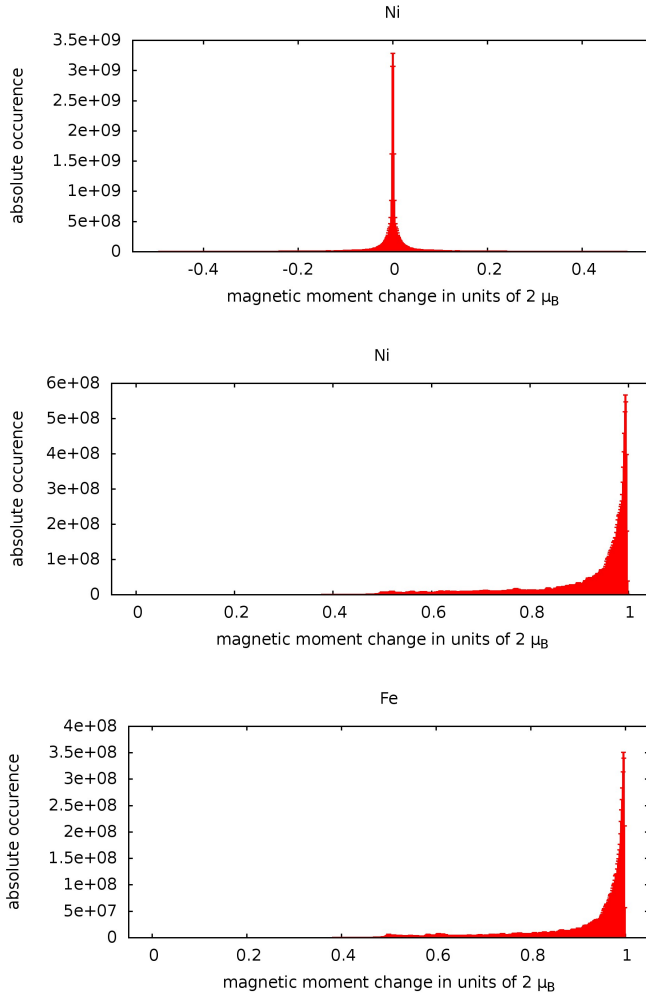 Ni
3.5e+09
3e+09
2.5e+09
2e+09
1.5e+09
1e+09
5e+08
0
absolute occurence
-0.4 -0.2 0 0.2 0.4
magnetic moment change in units of 2 μB
Ni
6e+08
5e+08
4e+08
3e+08
2e+08
1e+08
0
absolute occurence
0 0.2 0.4 0.6 0.8 1
magnetic moment change in units of 2 μB
Fe
4e+08
3.5e+08
3e+08
2.5e+08
2e+08
1.5e+08
1e+08
5e+07
0
absolute occurence
0 0.2 0.4 0.6 0.8 1
magnetic moment change in units of 2 μB